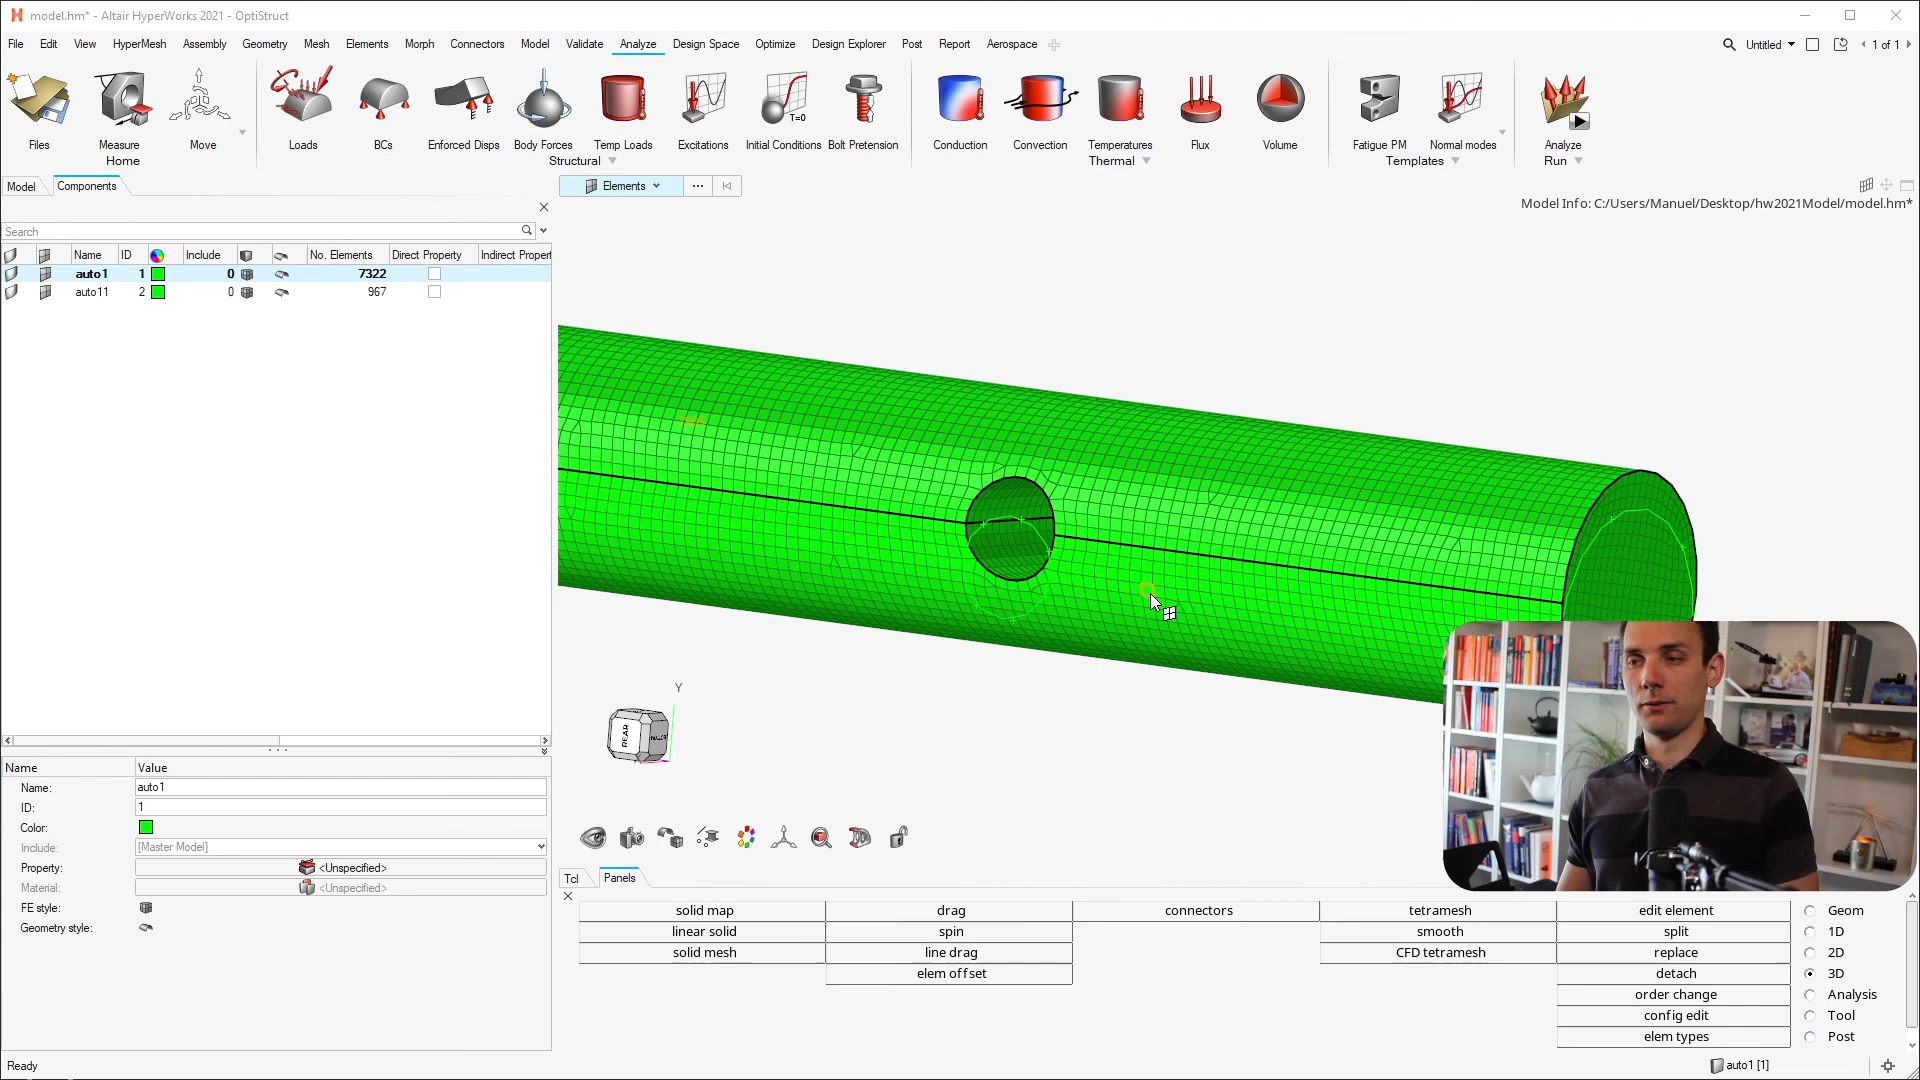 model.hm* - Altair HyperWorks 2021 - OptiStruct
File Edit View HyperMesh Assembly Geometry Mesh Elements Morph Connectors Model Validate Analyze Design Space Optimize Design Explorer Post Report Aerospace
Untitled 1 of 1
T=0
Files Measure Move Loads BCs Enforced Disps Body Forces Temp Loads Excitations Initial Conditions Bolt Pretension Conduction Convection Temperatures Flux Volume Fatigue PM Normal modes Analyze
Home Structural Thermal Templates Run
Model Components
Elements
Model Info: C:/Users/Manuel/Desktop/hw2021Model/model.hm*
Search
Name ID Include No. Elements Direct Property Indirect Propert
auto1 1 0 7322
auto11 2 0 967
Y
REAR
Name Value
Name: auto1
ID: 1
Color:
Include: [Master Model]
Property: <Unspecified>
Material: <Unspecified>
FE style:
Geometry style:
Tcl Panels
solid map drag connectors tetramesh edit element Geom
linear solid spin smooth split 1D
solid mesh line drag CFD tetramesh replace 2D
elem offset detach 3D
order change Analysis
config edit Tool
elem types Post
Ready
auto1 [1]